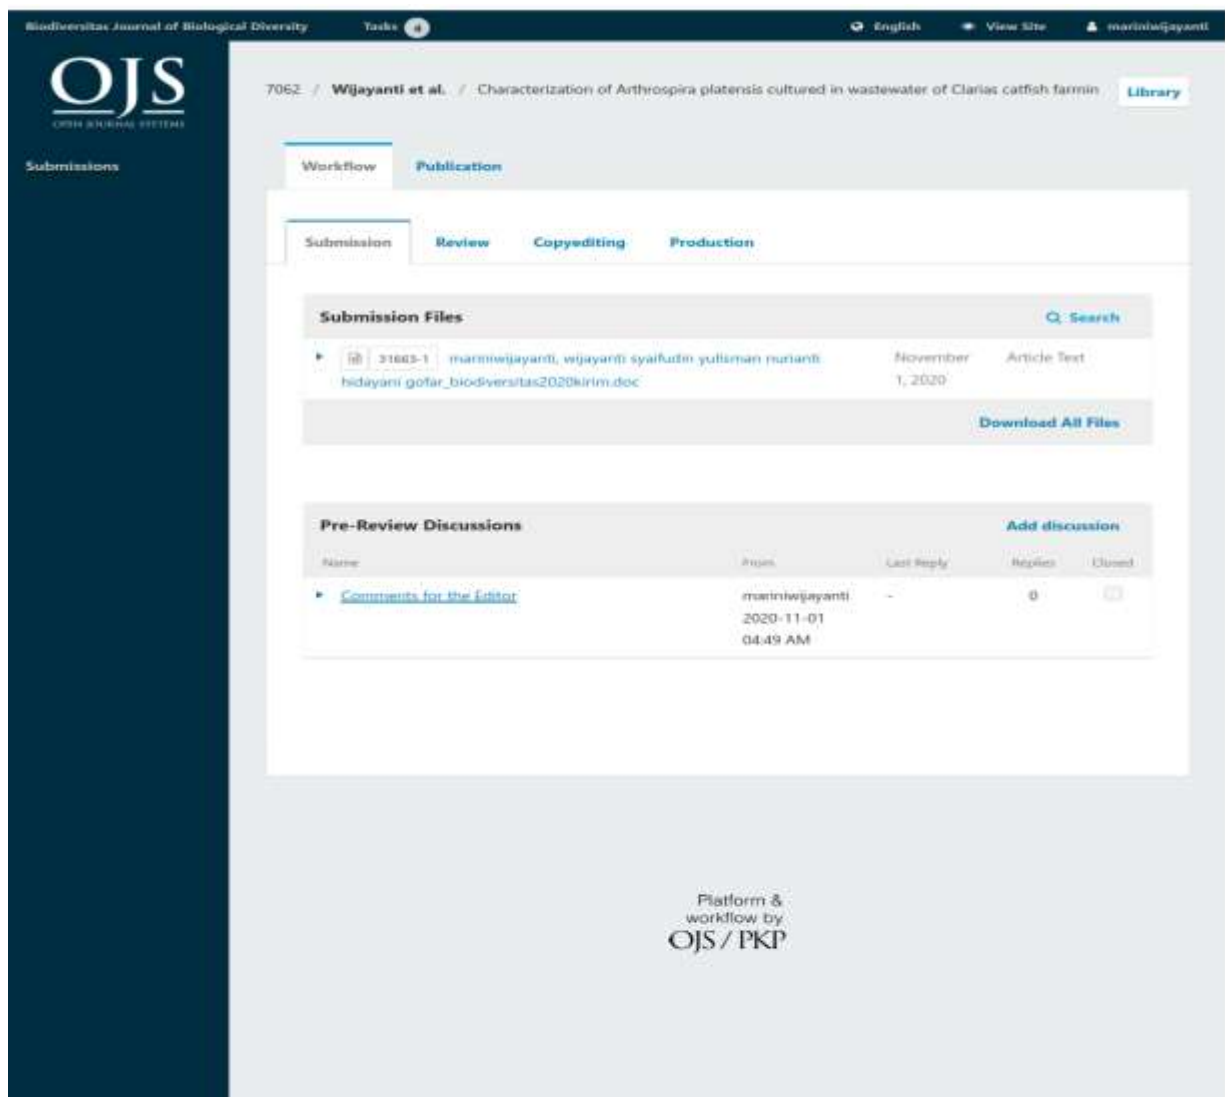 Biodiversitas Journal of Biological Diversity Tasks English View Site mariniwijayanti
OJS
OPEN JOURNAL SYSTEMS
7062 / Wijayanti et al. / Characterization of Arthrospira platensis cultured in wastewater of Clarias catfish farmin Library
Submissions
Workflow Publication
Submission Review Copyediting Production
Submission Files Search
31663-1 mariniwijayanti, wijayanti syaifudin yulisman nurianti November Article Text
hidayani gofar_biodiversitas2020kirim.doc 1, 2020
Download All Files
Pre-Review Discussions Add discussion
Name From Last Reply Replies Closed
Comments for the Editor mariniwijayanti - 0
2020-11-01
04:49 AM
Platform &
workflow by
OJS / PKP